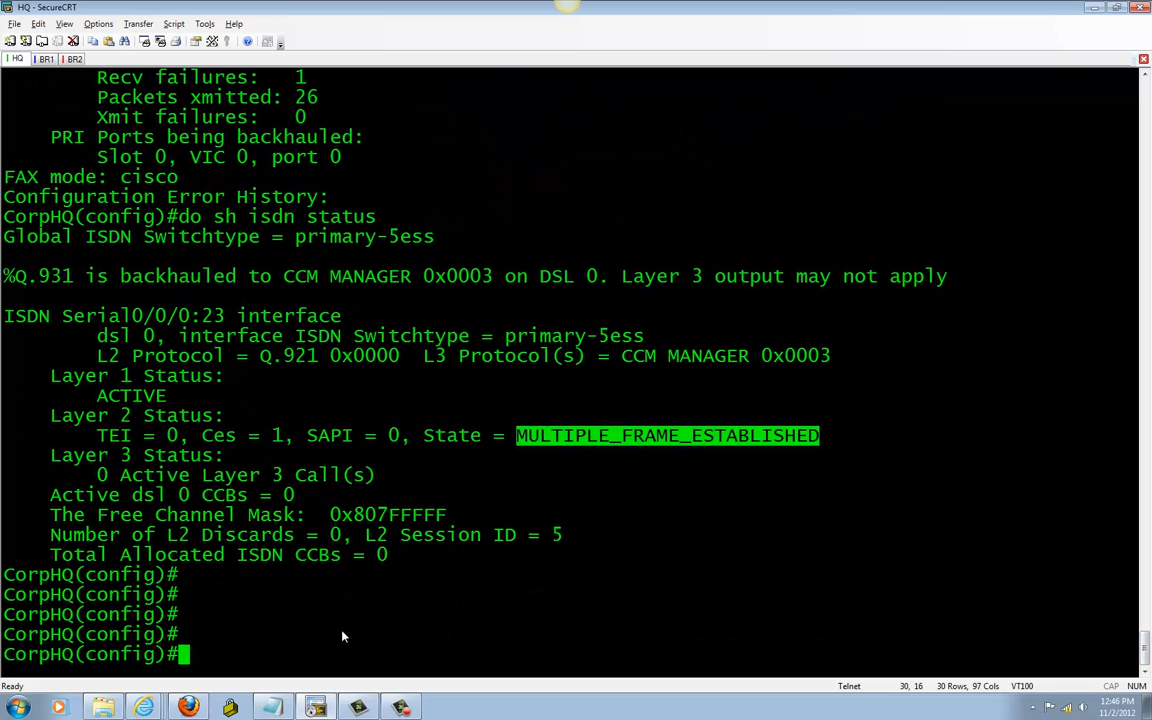 HQ - SecureCRT
File Edit View Options Transfer Script Tools Help
HQ BR1 BR2
Recv failures: 1
Packets xmitted: 26
Xmit failures: 0
PRI Ports being backhauled:
Slot 0, VIC 0, port 0
FAX mode: cisco
Configuration Error History:
CorpHQ(config)#do sh isdn status
Global ISDN Switchtype = primary-5ess
%Q.931 is backhauled to CCM MANAGER 0x0003 on DSL 0. Layer 3 output may not apply
ISDN Serial0/0/0:23 interface
dsl 0, interface ISDN Switchtype = primary-5ess
L2 Protocol = Q.921 0x0000 L3 Protocol(s) = CCM MANAGER 0x0003
Layer 1 Status:
ACTIVE
Layer 2 Status:
TEI = 0, Ces = 1, SAPI = 0, State = MULTIPLE_FRAME_ESTABLISHED
Layer 3 Status:
0 Active Layer 3 Call(s)
Active dsl 0 CCBs = 0
The Free Channel Mask: 0x807FFFFF
Number of L2 Discards = 0, L2 Session ID = 5
Total Allocated ISDN CCBs = 0
CorpHQ(config)#
CorpHQ(config)#
CorpHQ(config)#
CorpHQ(config)#
CorpHQ(config)#
Ready Telnet 30, 16 30 Rows, 97 Cols VT100 CAP NUM
12:46 PM
11/2/2012